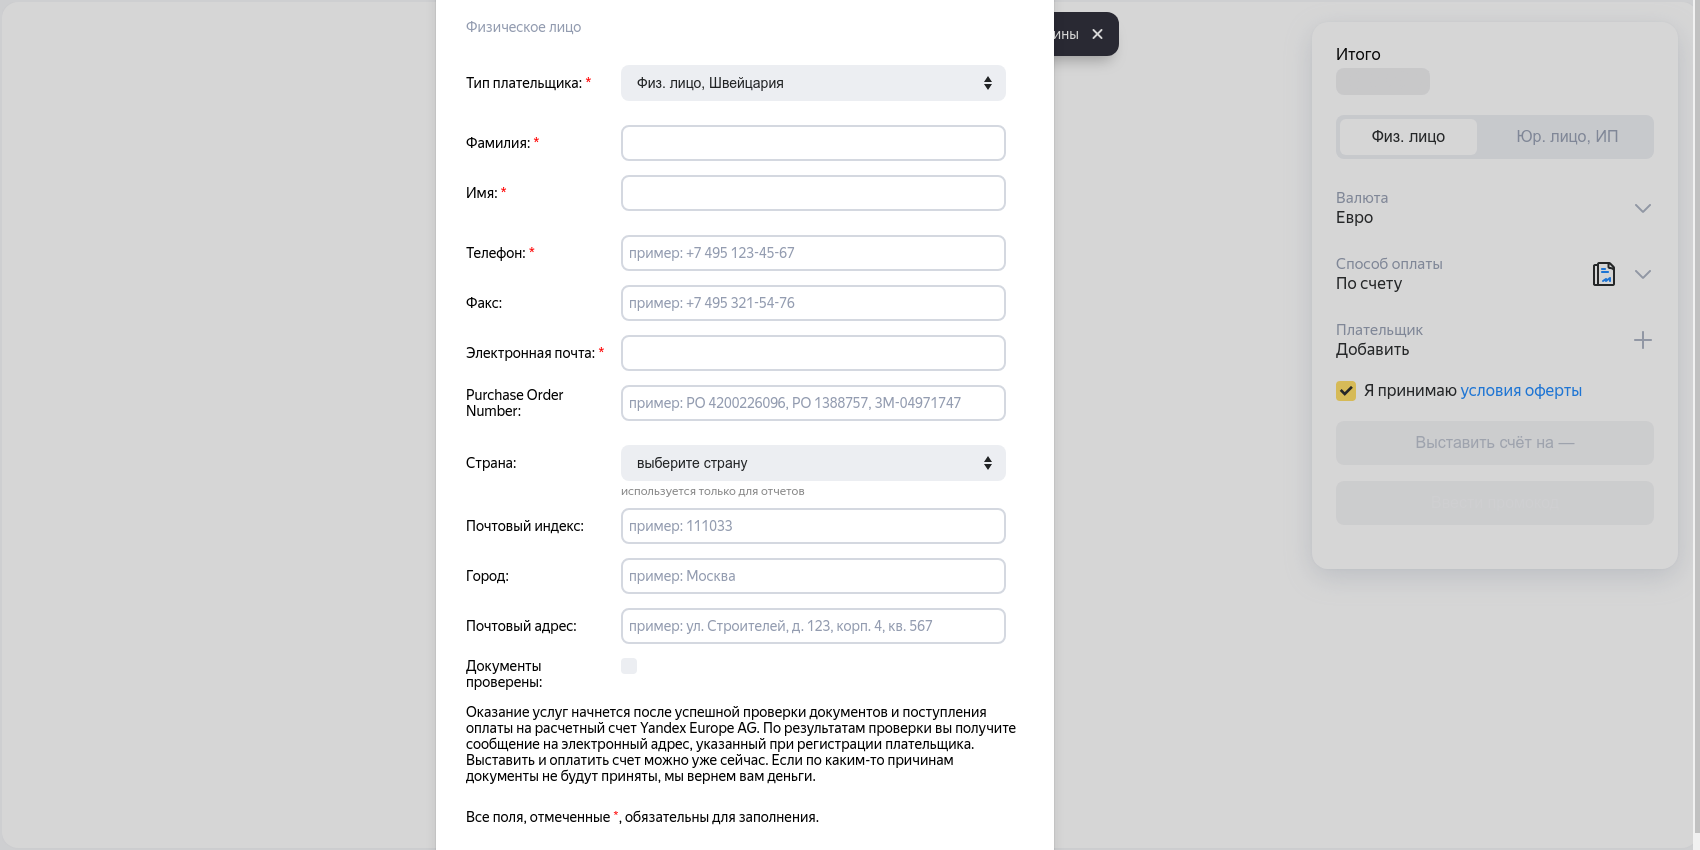 Физическое лицо
Тип плательщика: *
Физ. лицо, Швейцария
Фамилия: *
Имя: *
Телефон: *
пример: +7 495 123-45-67
Факс:
пример: +7 495 321-54-76
Электронная почта: *
Purchase Order
Number:
пример: PO 4200226096, PO 1388757, 3M-04971747
Страна:
выберите страну
используется только для отчетов
Почтовый индекс:
пример: 111033
Город:
пример: Москва
Почтовый адрес:
пример: ул. Строителей, д. 123, корп. 4, кв. 567
Документы
проверены:
Оказание услуг начнется после успешной проверки документов и поступления
оплаты на расчетный счет Yandex Europe AG. По результатам проверки вы получите
сообщение на электронный адрес, указанный при регистрации плательщика.
Выставить и оплатить счет можно уже сейчас. Если по каким-то причинам
документы не будут приняты, мы вернем вам деньги.
Все поля, отмеченные *, обязательны для заполнения.
Итого
Физ. лицо
Юр. лицо, ИП
Валюта
Евро
Способ оплаты
По счету
Плательщик
Добавить
Я принимаю условия оферты
Выставить счёт на —